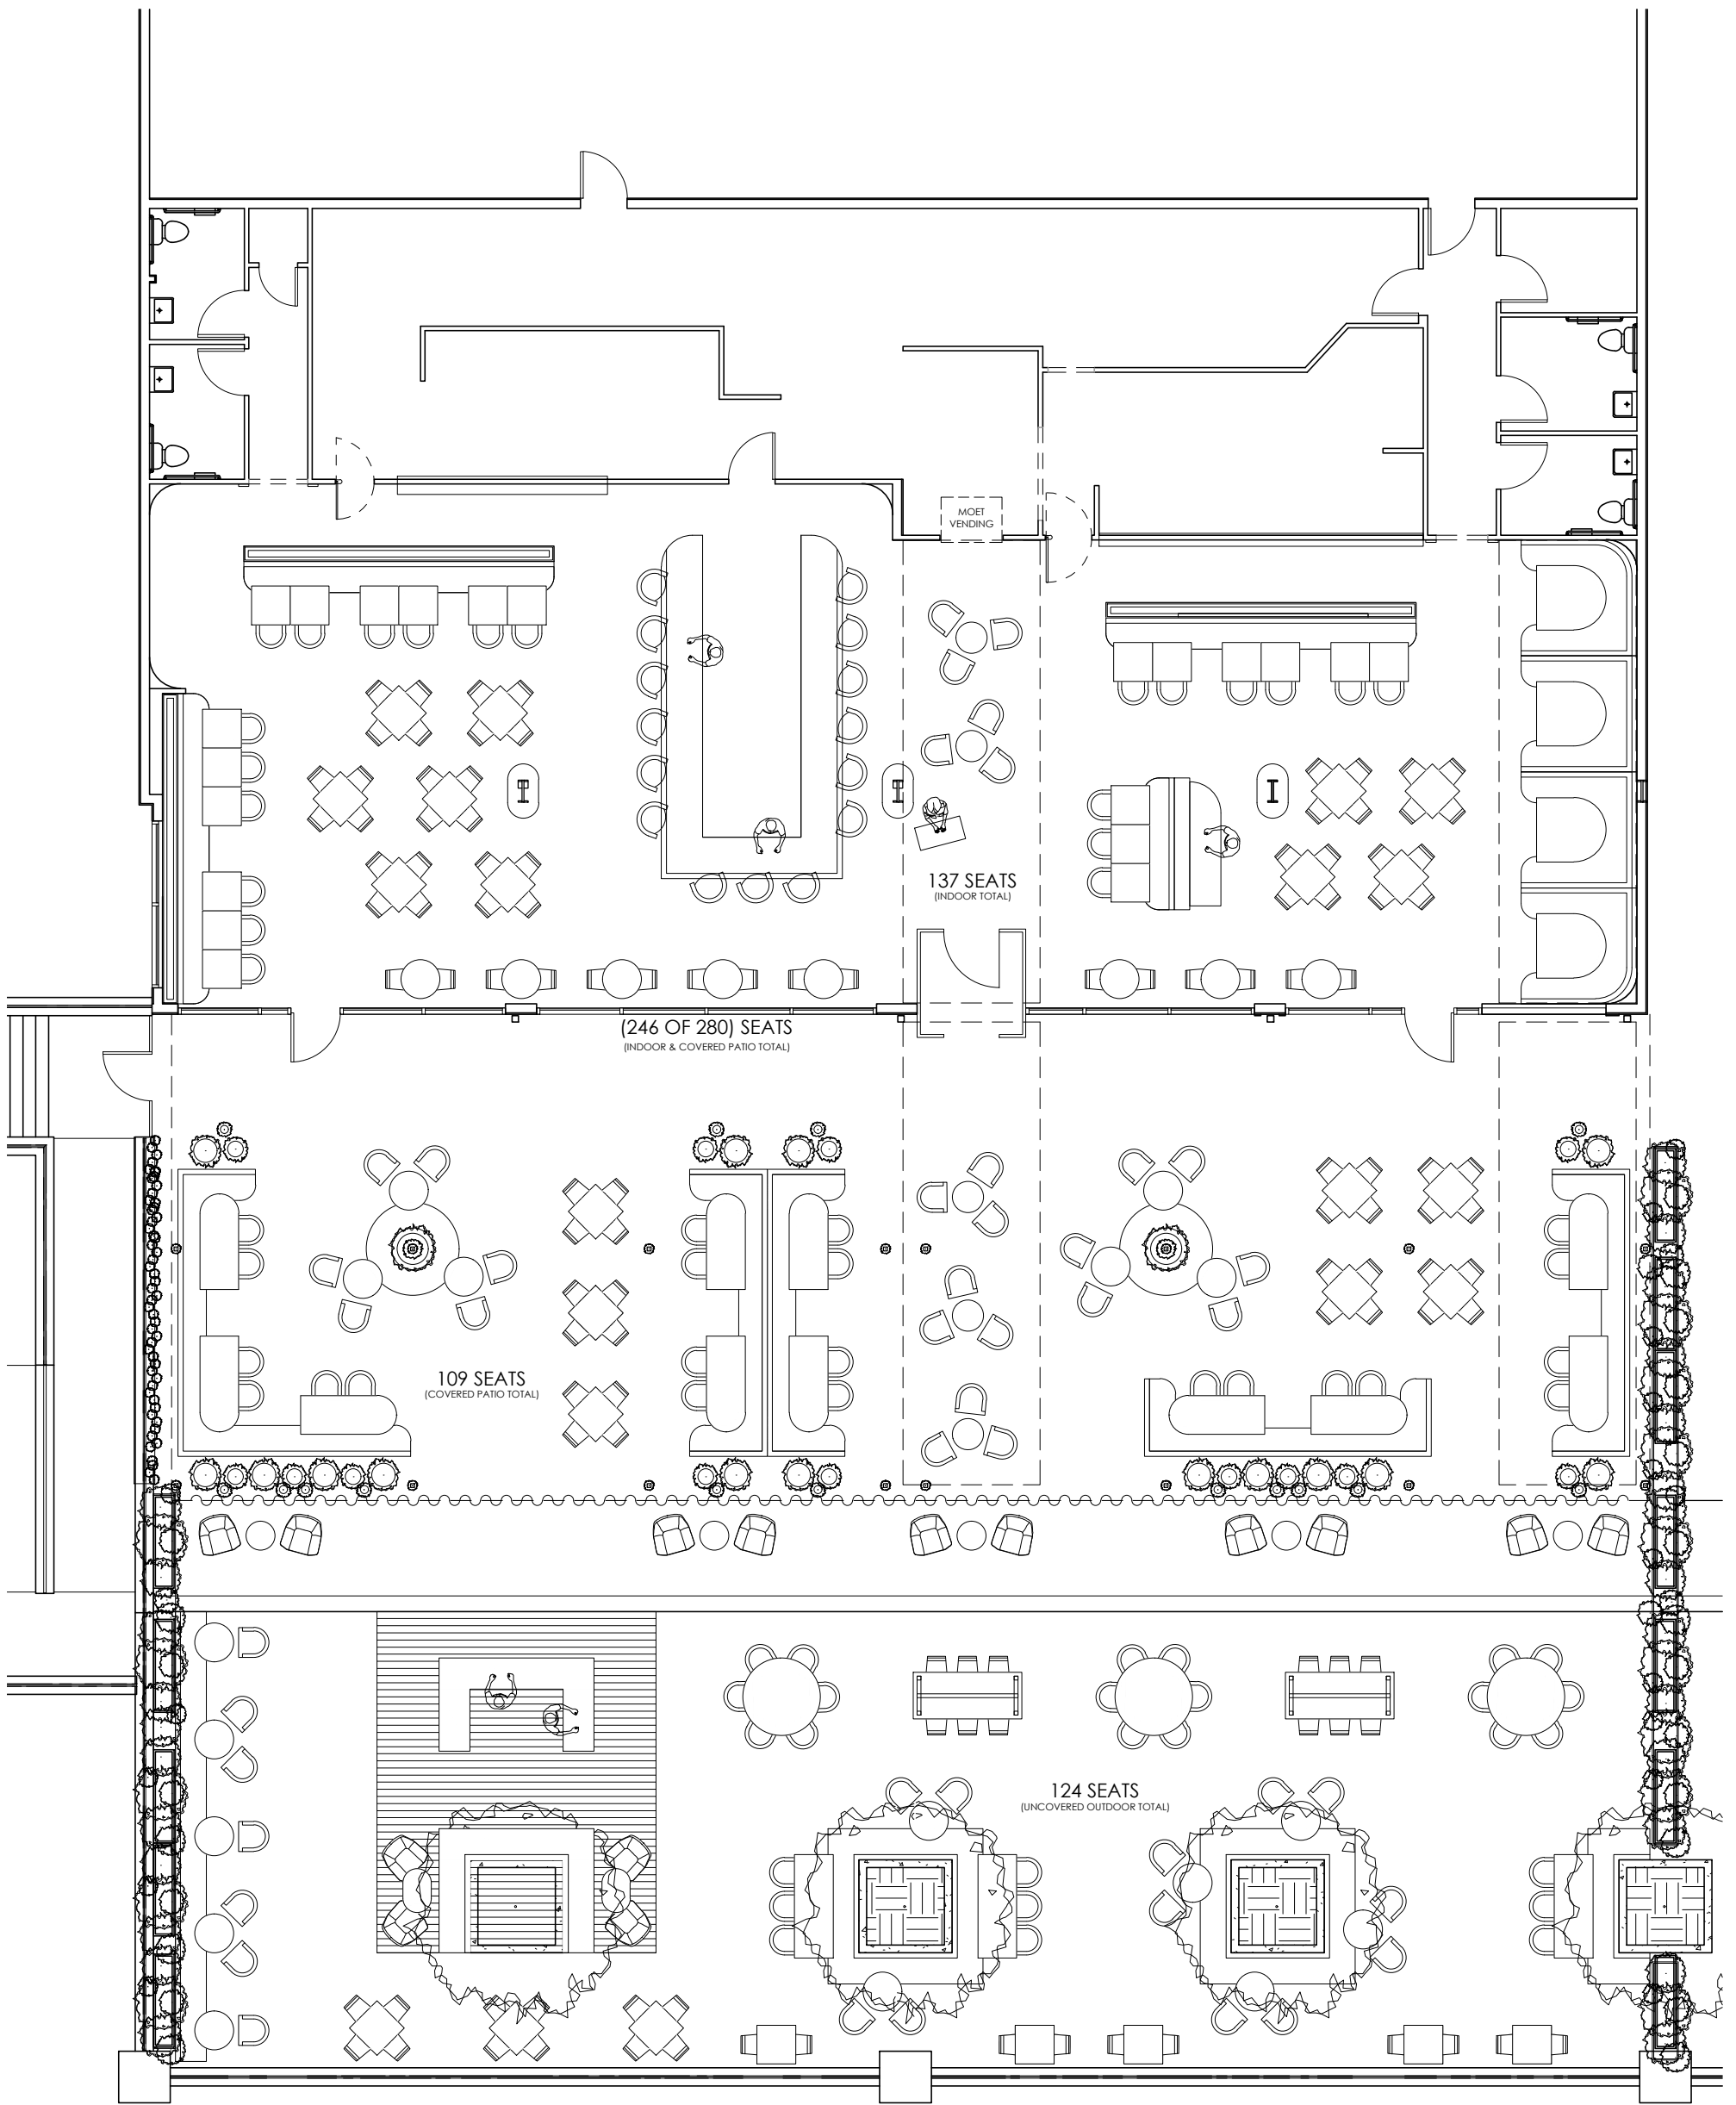 MOET
VENDING
137 SEATS
(INDOOR TOTAL)
(246 OF 280) SEATS
(INDOOR & COVERED PATIO TOTAL)
109 SEATS
(COVERED PATIO TOTAL)
124 SEATS
(UNCOVERED OUTDOOR TOTAL)